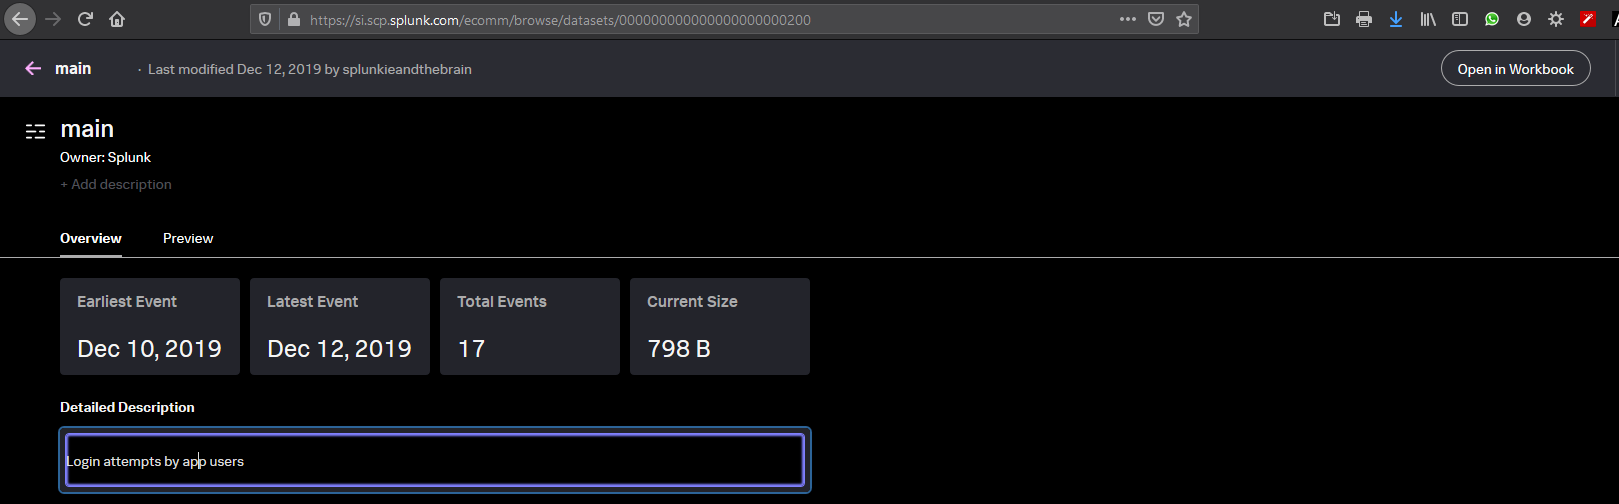 https://si.scp.splunk.com/ecomm/browse/datasets/000000000000000000000200
main · Last modified Dec 12, 2019 by splunkieandthebrain Open in Workbook
main
Owner: Splunk
+ Add description
Overview Preview
Earliest Event Latest Event Total Events Current Size
Dec 10, 2019 Dec 12, 2019 17 798 B
Detailed Description
Login attempts by app users